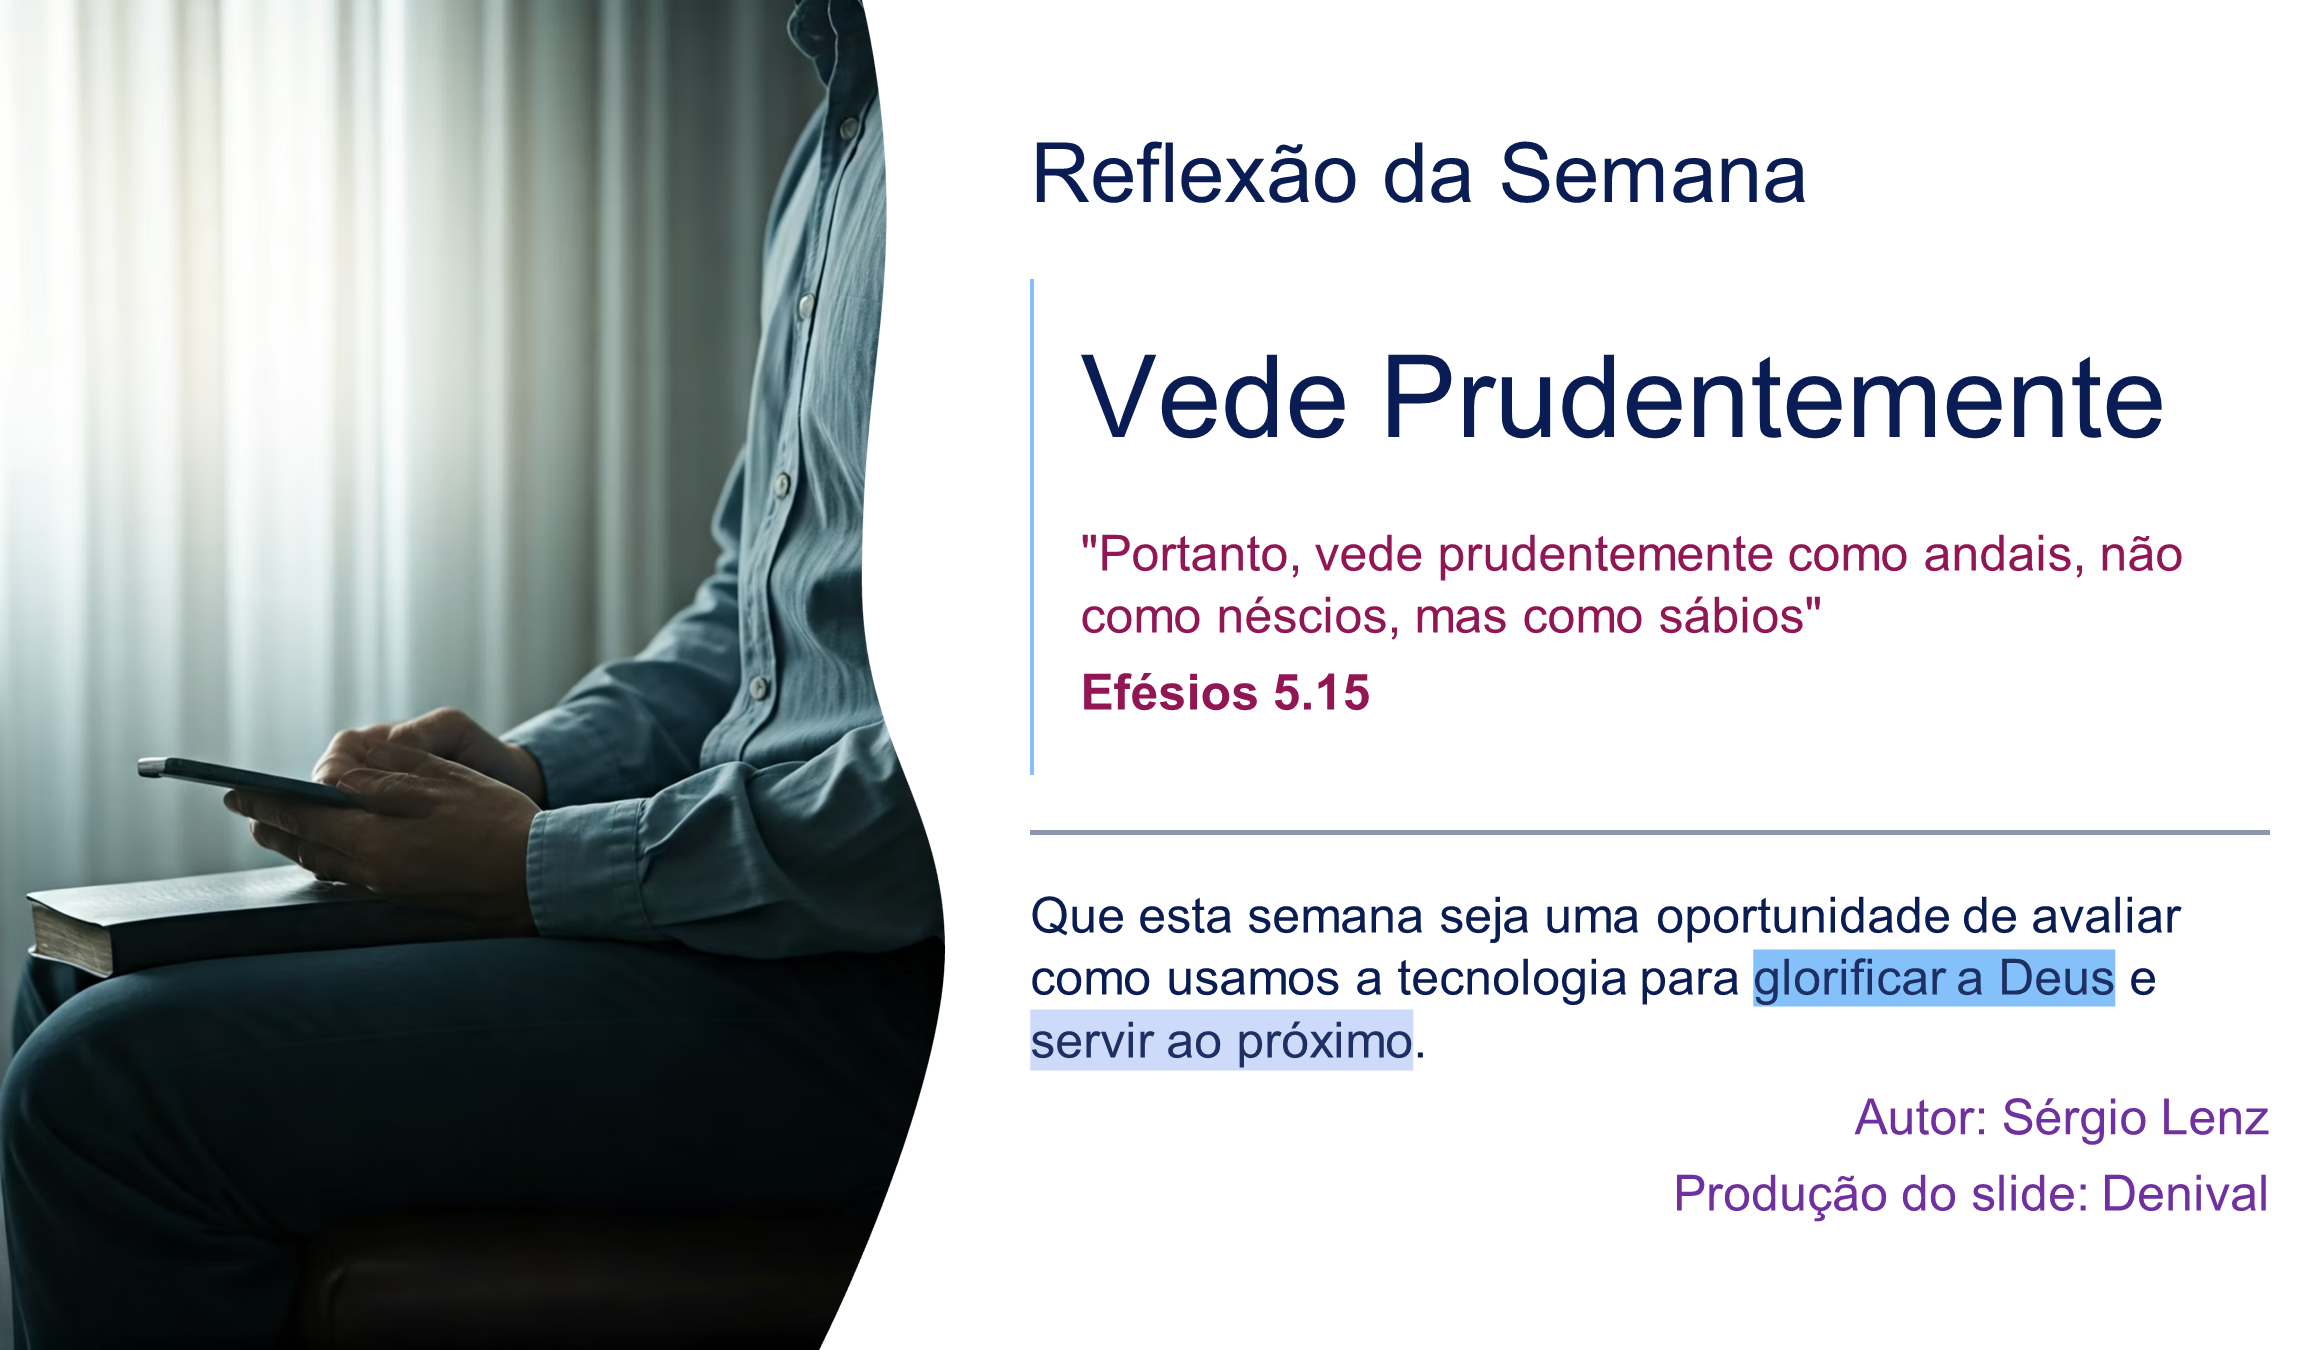 Reflexão da Semana
Vede Prudentemente
"Portanto, vede prudentemente como andais, não
como néscios, mas como sábios"
Efésios 5.15
Que esta semana seja uma oportunidade de avaliar
como usamos a tecnologia para glorificar a Deus e
servir ao próximo.
Autor: Sérgio Lenz
Produção do slide: Denival